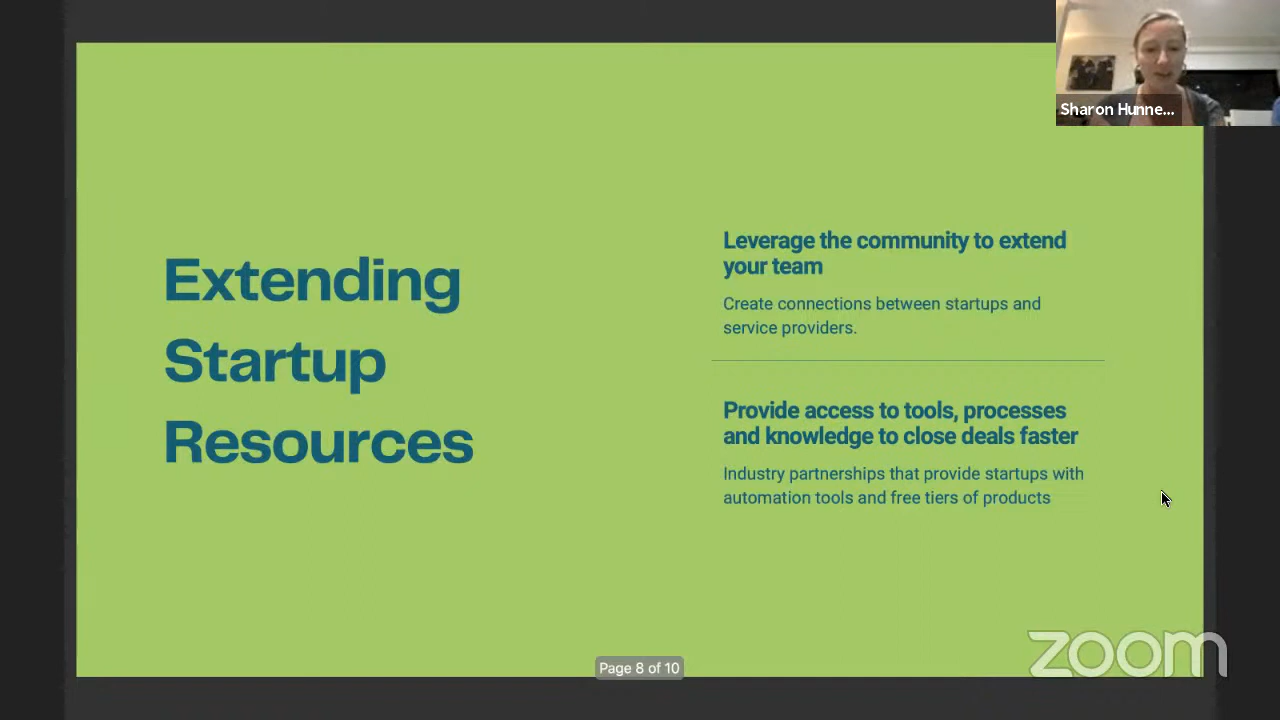 Sharon Hunne...
Extending
Startup
Resources
Leverage the community to extend
your team
Create connections between startups and
service providers.
Provide access to tools, processes
and knowledge to close deals faster
Industry partnerships that provide startups with
automation tools and free tiers of products
Page 8 of 10
zoom